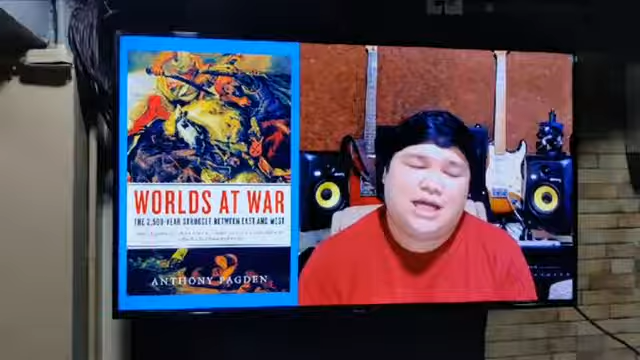 WORLDS AT WAR
THE 2,500-YEAR STRUGGLE BETWEEN EAST AND WEST
ANTHONY PAGDEN